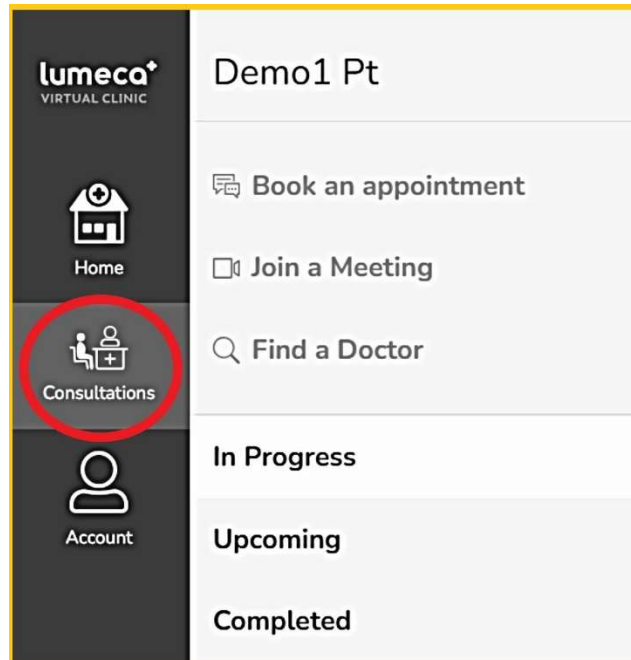 lumeca
VIRTUAL CLINIC
Home
Consultations
Account
Demo1 Pt
Book an appointment
Join a Meeting
Find a Doctor
In Progress
Upcoming
Completed